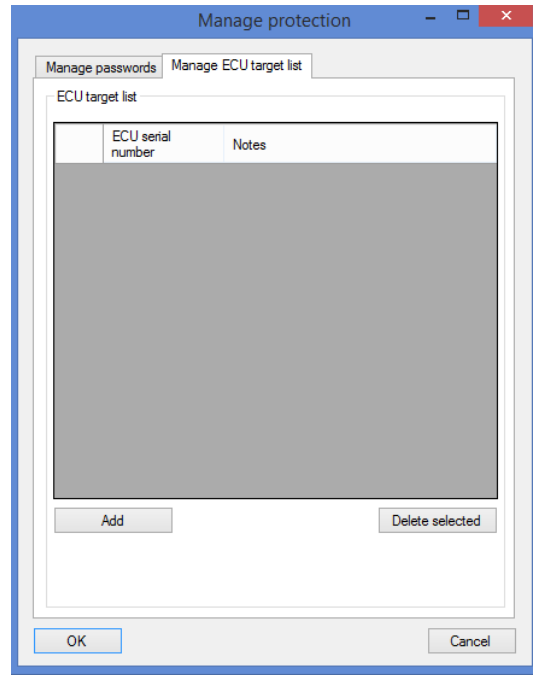 Manage protection
Manage passwords Manage ECU target list
ECU target list
ECU serial
number
Notes
Add Delete selected
OK Cancel